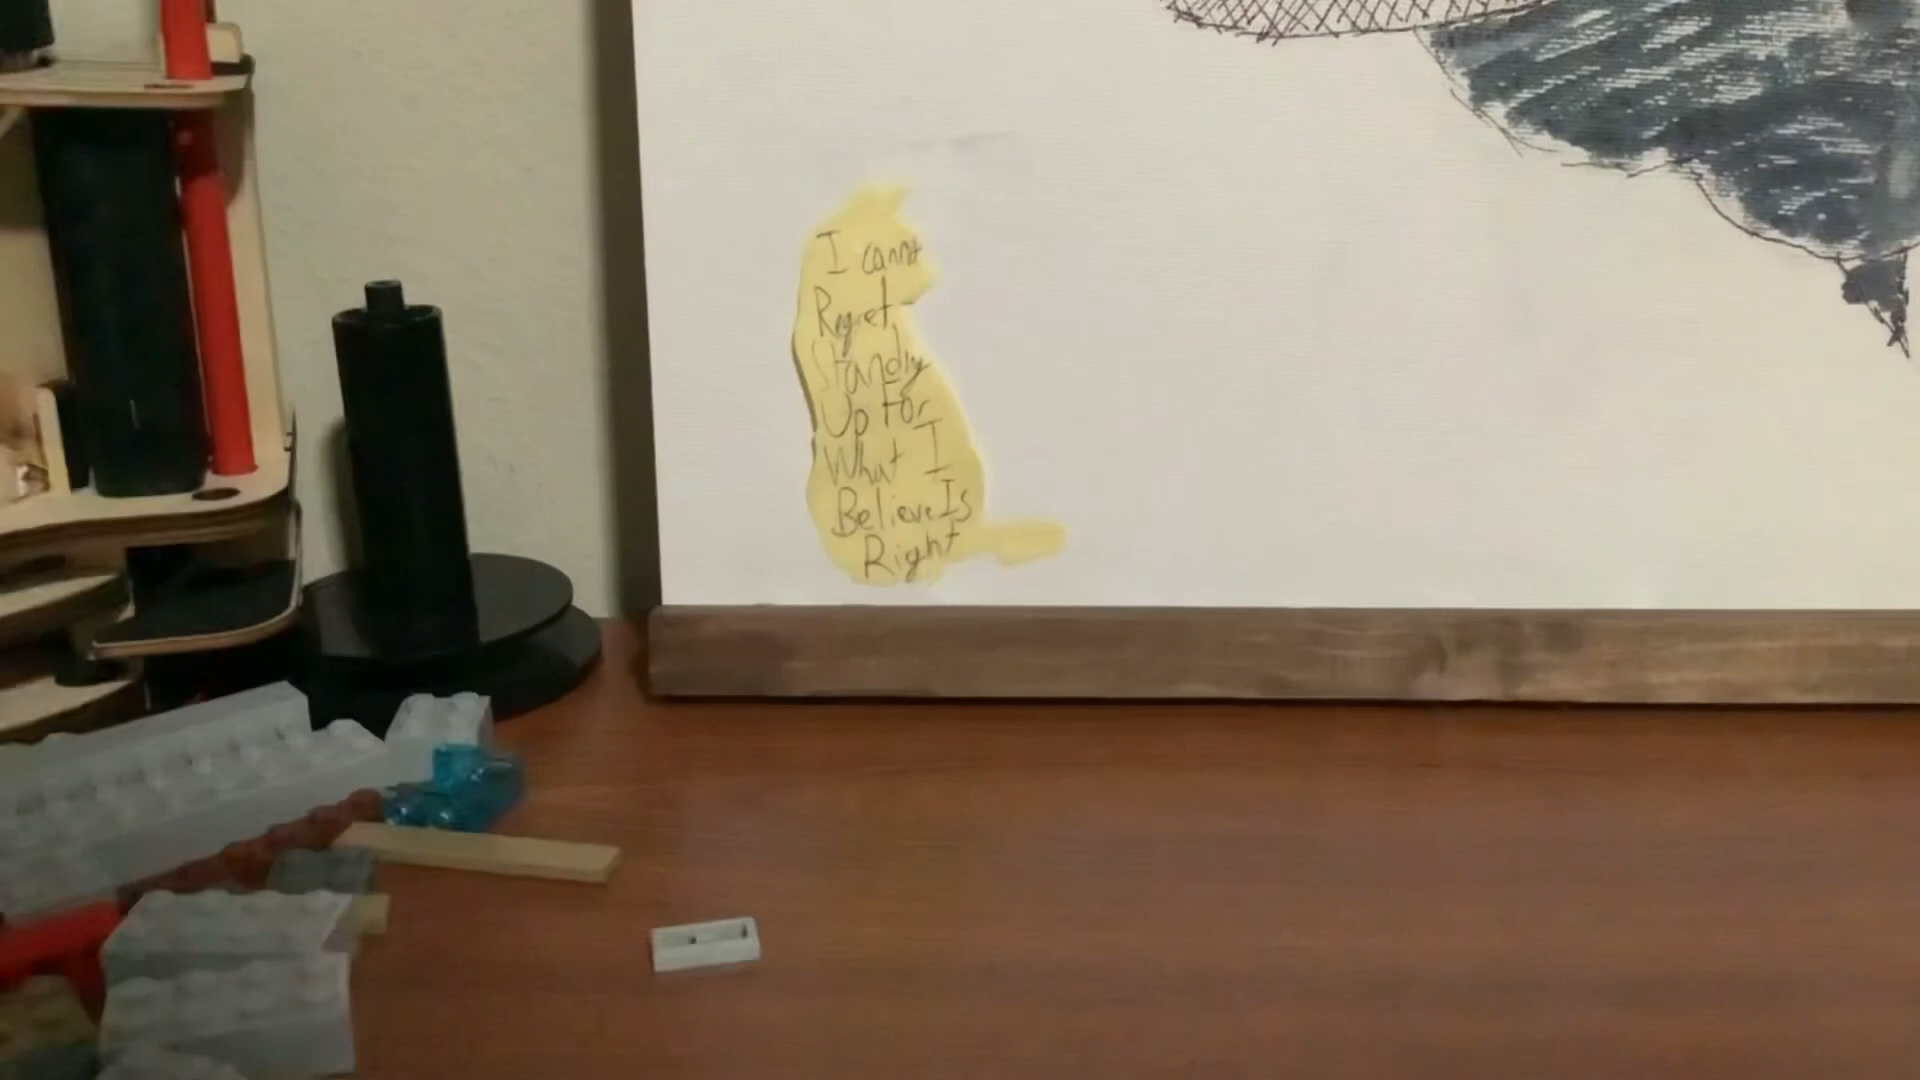 I cannot
Regret
Standing
Up For
What I
Believe Is
Right